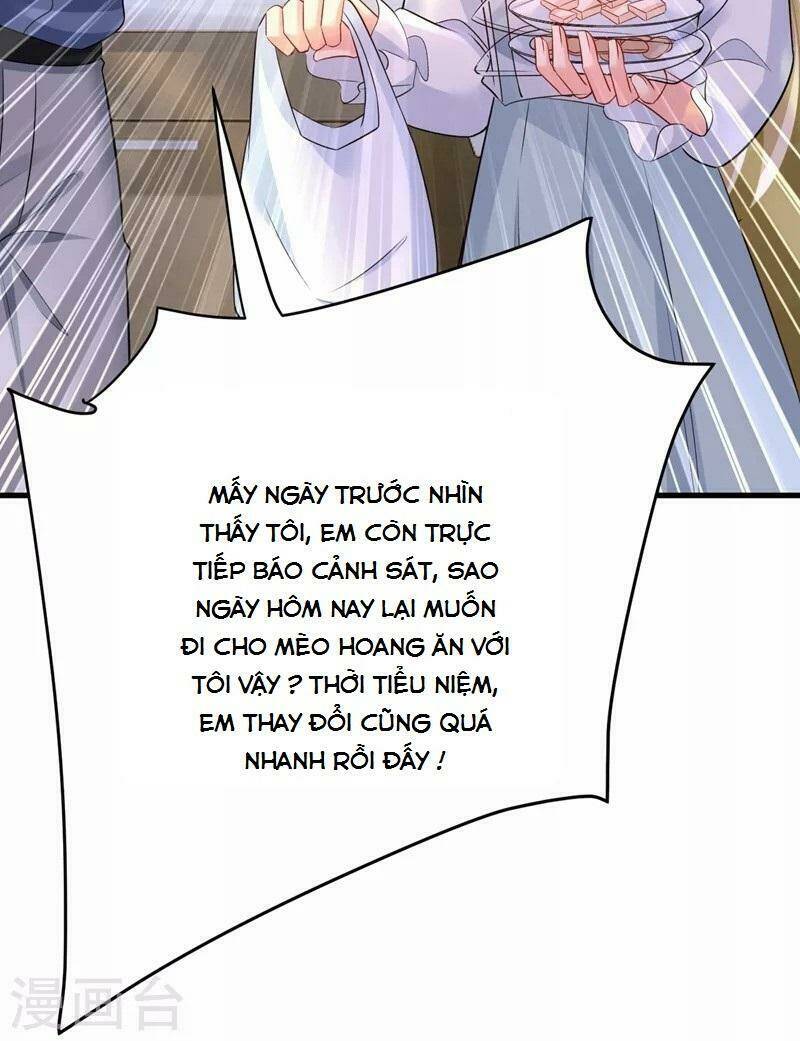 MẤY NGÀY TRƯỚC NHÌN
THẤY TÔI, EM CÒN TRỰC
TIẾP BÁO CẢNH SÁT, SAO
NGÀY HÔM NAY LẠI MUỐN
ĐI CHO MÈO HOANG ĂN VỚI
TÔI VẬY? THỜI TIỂU NIỆM,
EM THAY ĐỔI CŨNG QUÁ
NHANH RỒI ĐẤY!
漫画台